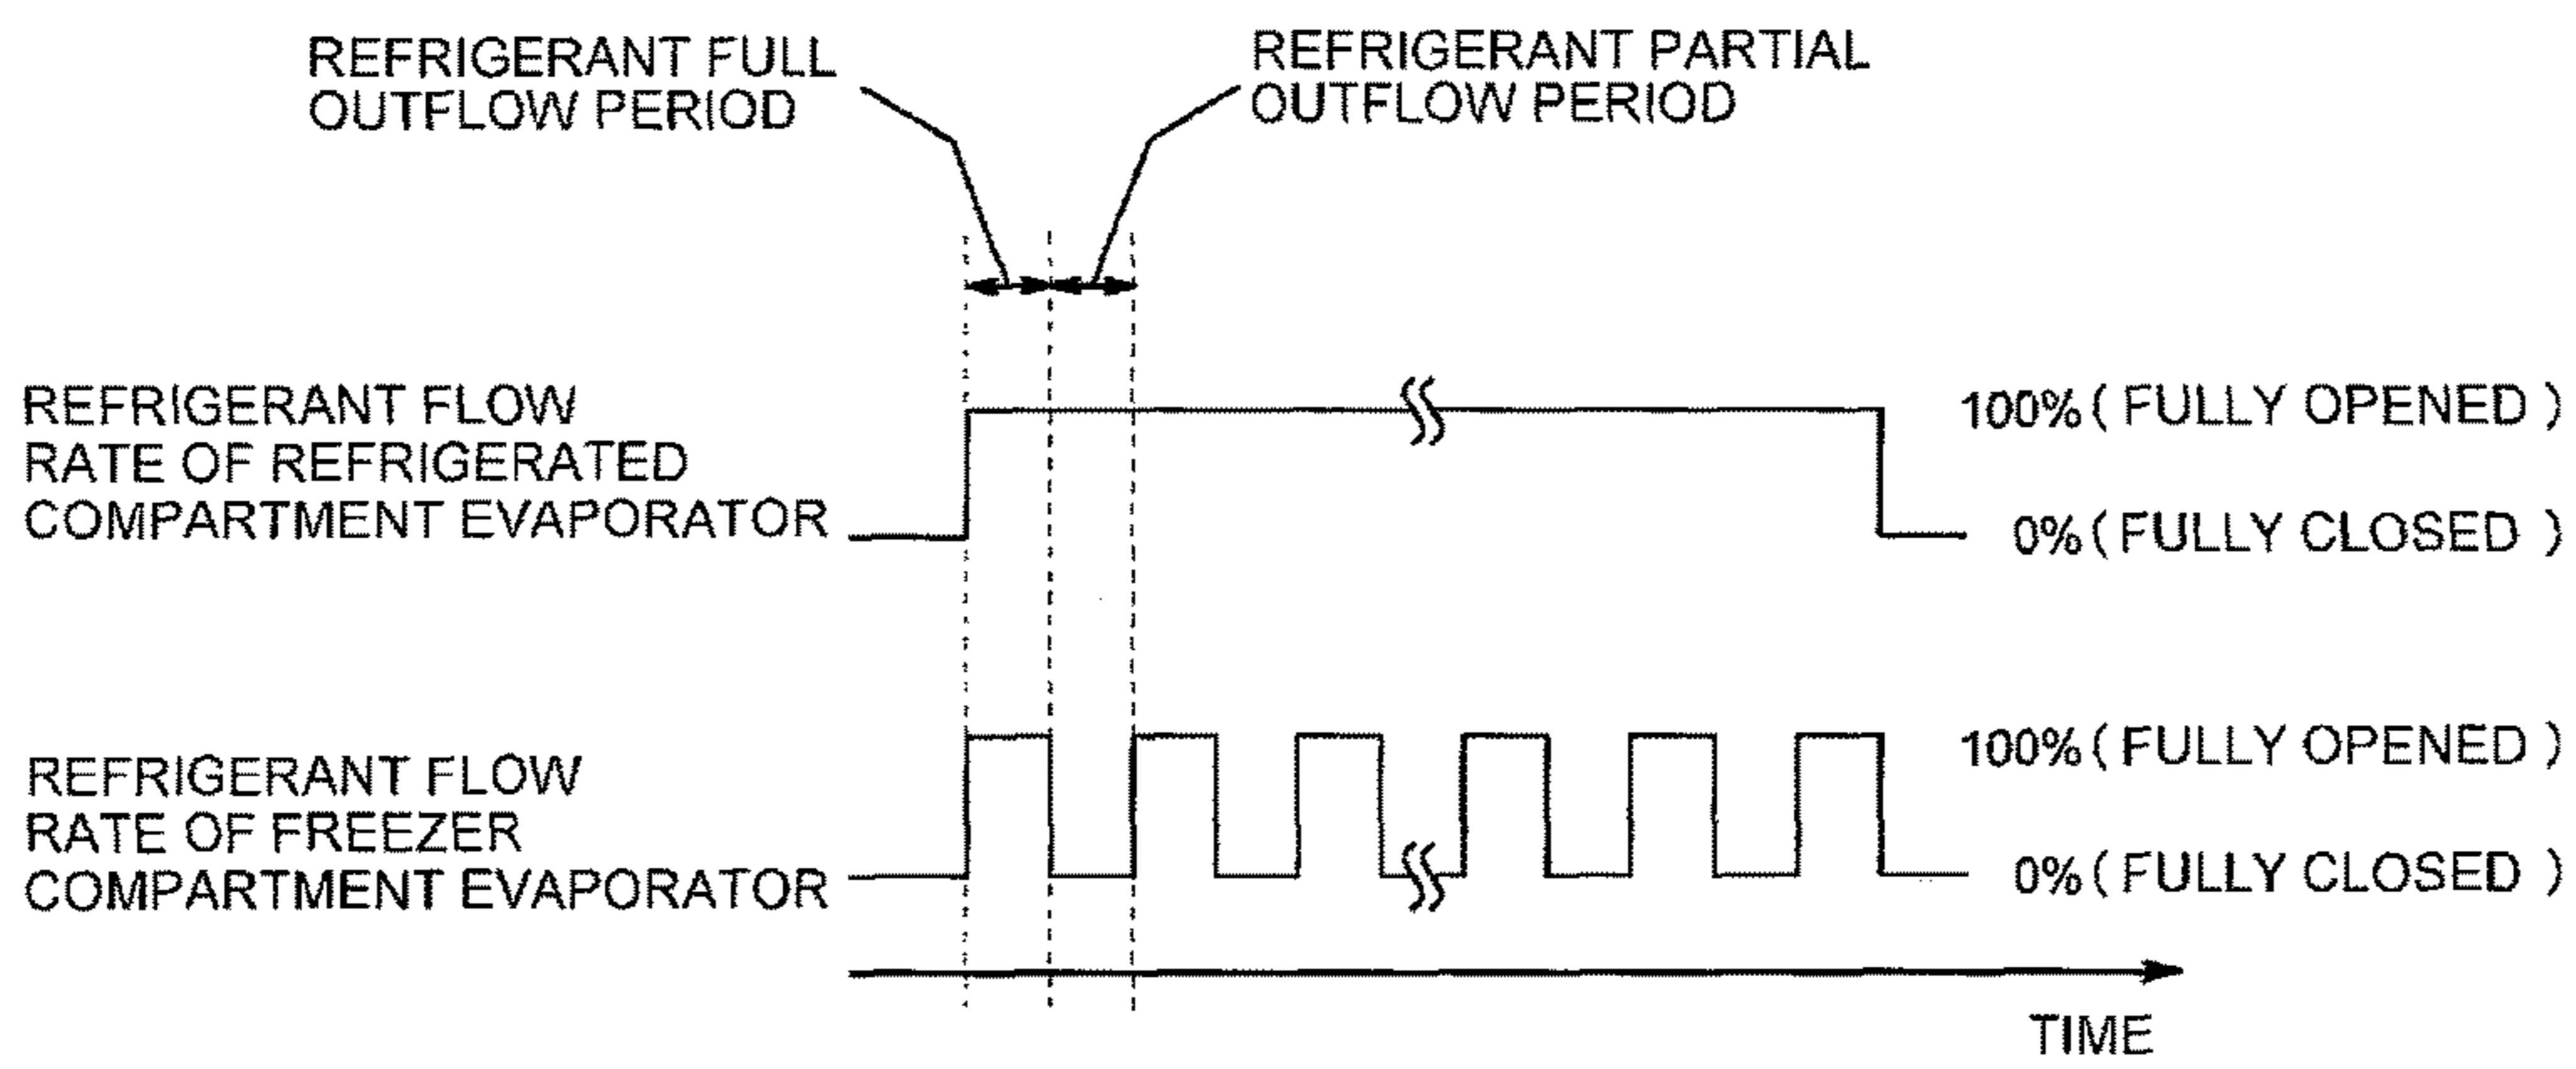 REFRIGERANT FULL
OUTFLOW PERIOD
REFRIGERANT PARTIAL
OUTFLOW PERIOD
REFRIGERANT FLOW
RATE OF REFRIGERATED
COMPARTMENT EVAPORATOR
100% ( FULLY OPENED )
0% ( FULLY CLOSED )
REFRIGERANT FLOW
RATE OF FREEZER
COMPARTMENT EVAPORATOR
100% ( FULLY OPENED )
0% ( FULLY CLOSED )
TIME